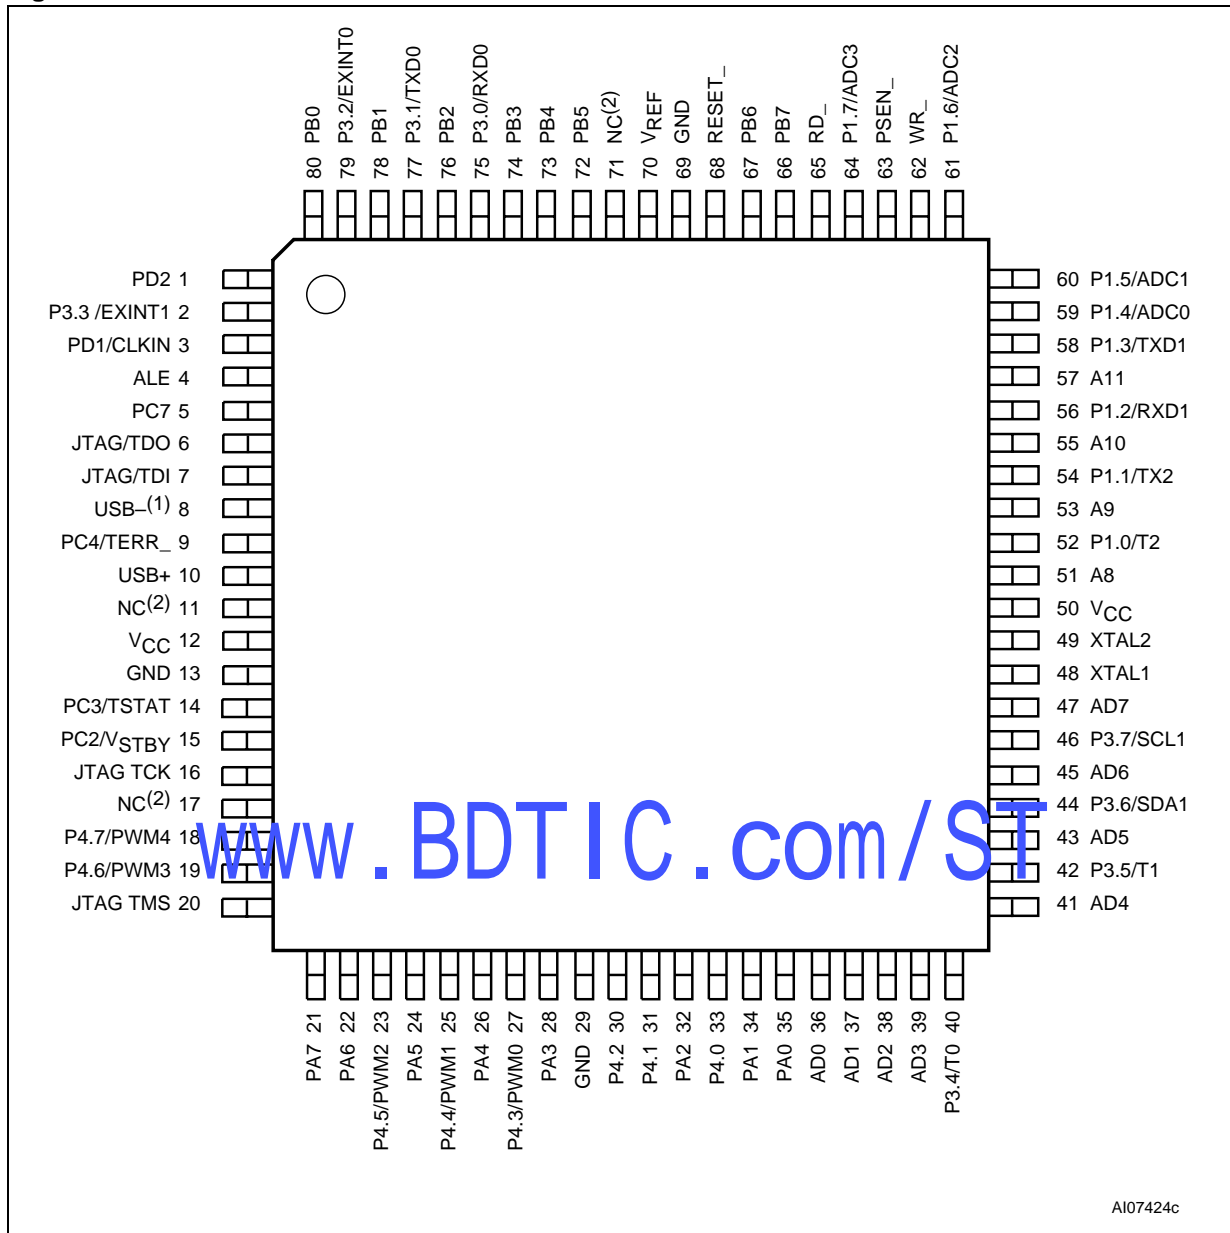 80 PB0
79 P3.2/EXINT0
78 PB1
77 P3.1/TXD0
76 PB2
75 P3.0/RXD0
74 PB3
73 PB4
72 PB5
71 NC(2)
70 VREF
69 GND
68 RESET_
67 PB6
66 PB7
65 RD_
64 P1.7/ADC3
63 PSEN_
62 WR_
61 P1.6/ADC2
PD2 1
P3.3 /EXINT1 2
PD1/CLKIN 3
ALE 4
PC7 5
JTAG/TDO 6
JTAG/TDI 7
USB–(1) 8
PC4/TERR_ 9
USB+ 10
NC(2) 11
VCC 12
GND 13
PC3/TSTAT 14
PC2/VSTBY 15
JTAG TCK 16
NC(2) 17
P4.7/PWM4 18
P4.6/PWM3 19
JTAG TMS 20
60 P1.5/ADC1
59 P1.4/ADC0
58 P1.3/TXD1
57 A11
56 P1.2/RXD1
55 A10
54 P1.1/TX2
53 A9
52 P1.0/T2
51 A8
50 VCC
49 XTAL2
48 XTAL1
47 AD7
46 P3.7/SCL1
45 AD6
44 P3.6/SDA1
43 AD5
42 P3.5/T1
41 AD4
www.BDTIC.com/ST
PA7 21
PA6 22
P4.5/PWM2 23
PA5 24
P4.4/PWM1 25
PA4 26
P4.3/PWM0 27
PA3 28
GND 29
P4.2 30
P4.1 31
PA2 32
P4.0 33
PA1 34
PA0 35
AD0 36
AD1 37
AD2 38
AD3 39
P3.4/T0 40
AI07424c